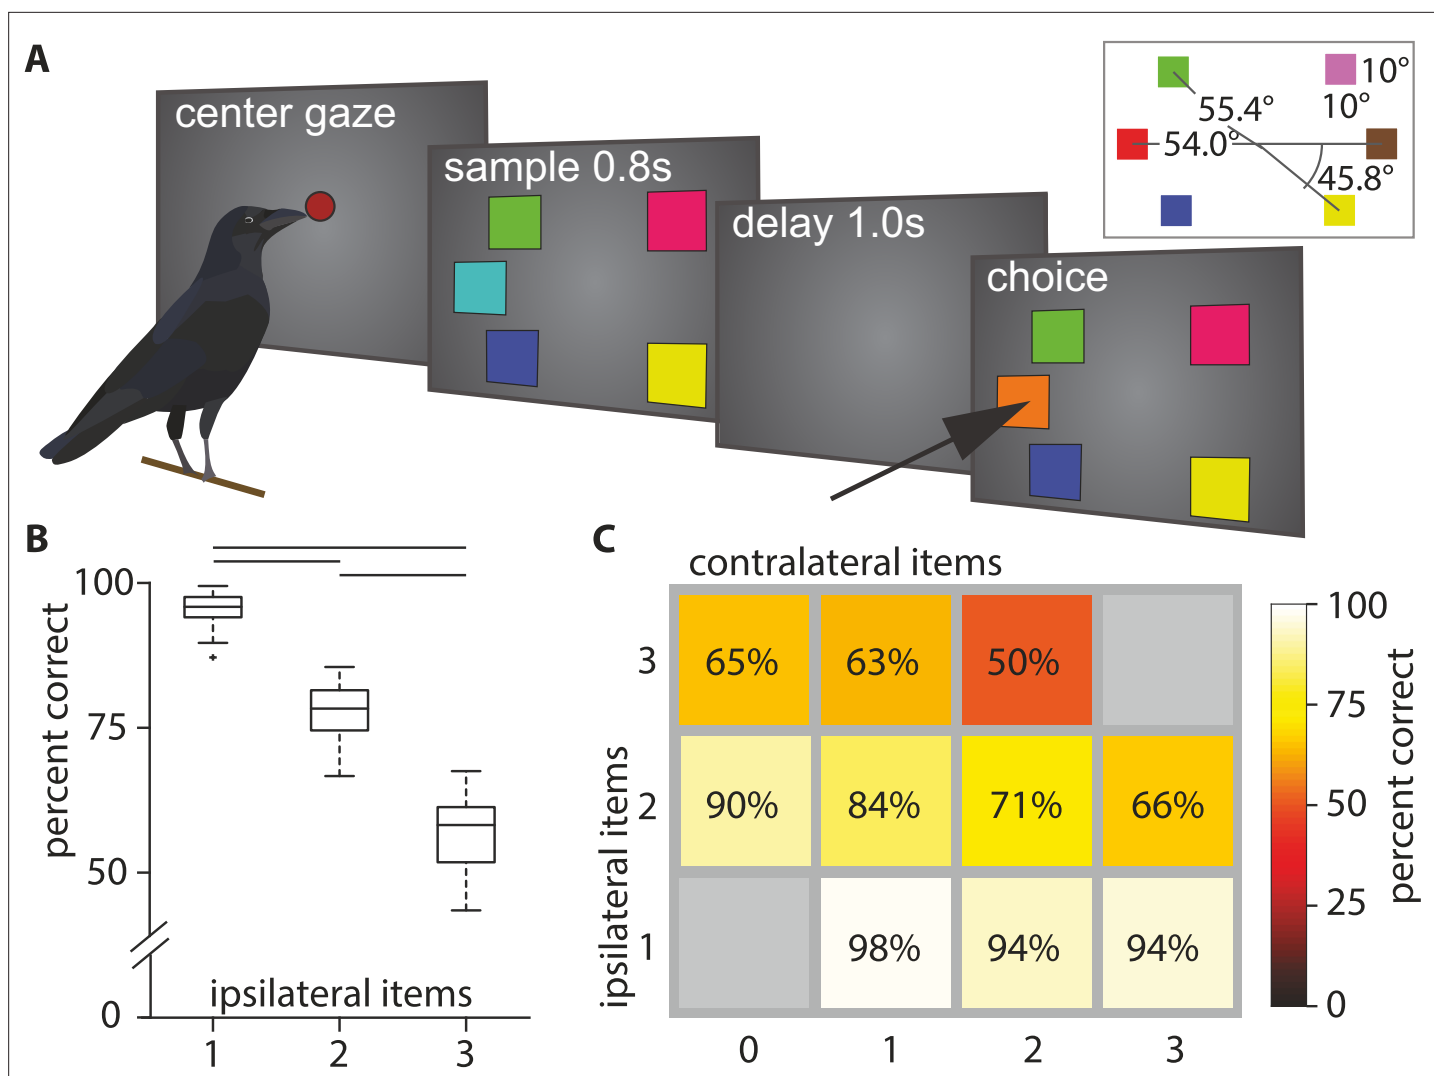 A
center gaze
sample 0.8s
delay 1.0s
choice
10°
10°
55.4°
54.0°
45.8°
B
percent correct
100
75
50
0
ipsilateral items
1 2 3
C
contralateral items
ipsilateral items
3 65% 63% 50%
2 90% 84% 71% 66%
1 98% 94% 94%
0 1 2 3
100
75
50
25
0
percent correct